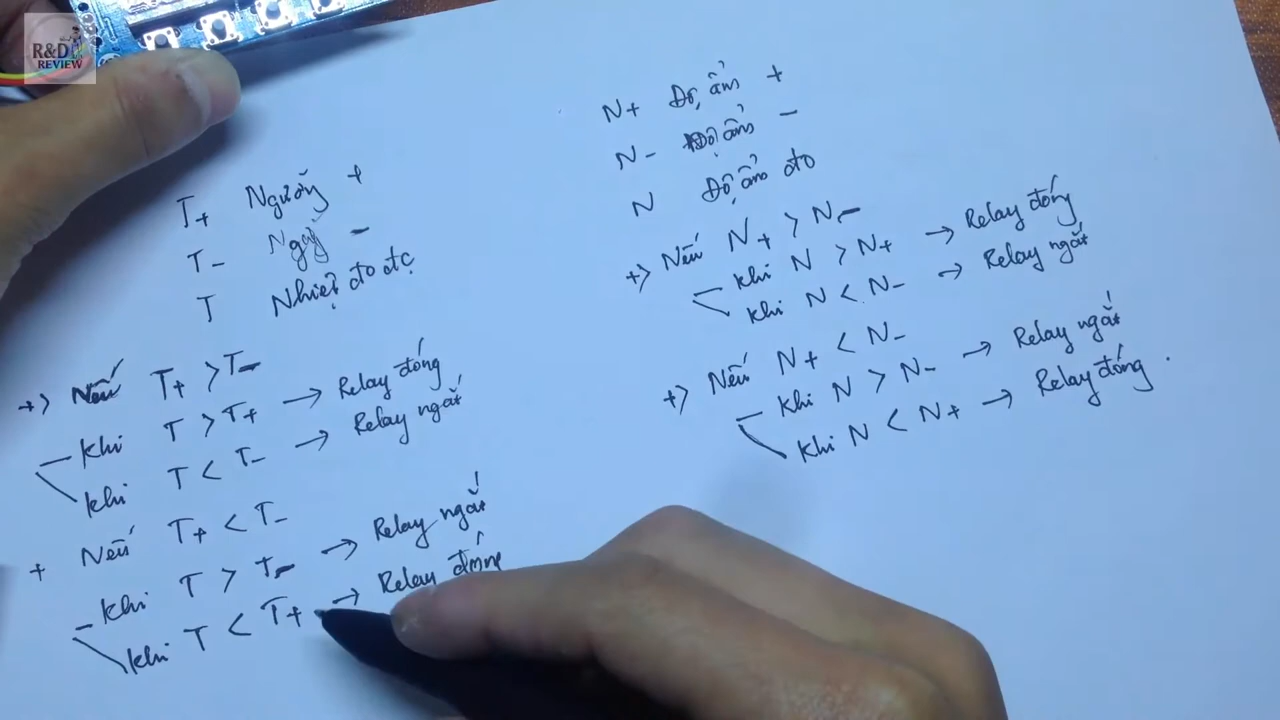 R&D
REVIEW
T+ Ngưỡng +
T- Ngưỡng -
T Nhiệt đo đạc
+) Nếu T+ > T-
- Khi T > T+ → Relay đóng
Khi T < T- → Relay ngắt
+ Nếu T+ < T-
- Khi T > T- → Relay ngắt
Khi T < T+ → Relay đóng
N+ Độ ẩm +
N- Độ ẩm -
N Độ ẩm đo
+) Nếu N+ > N-
- Khi N > N+ → Relay đóng
Khi N < N- → Relay ngắt
+) Nếu N+ < N-
- Khi N > N- → Relay ngắt
Khi N < N+ → Relay đóng.